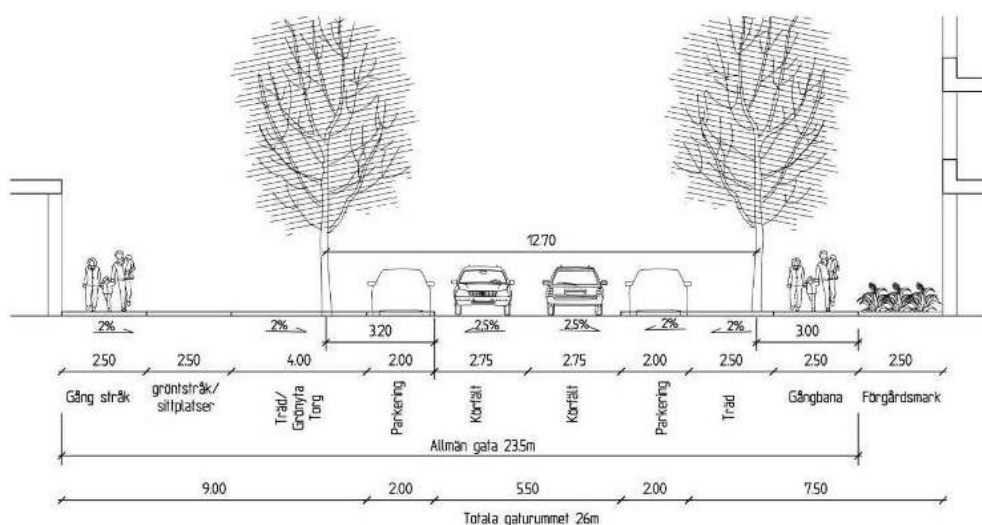 12.70
2%
2%
2,5%
2,5%
2%
2%
3.20
3.00
2.50
2.50
4.00
2.00
2.75
2.75
2.00
2.50
2.50
2.50
Gång stråk
gröntstråk/
sittplatser
Träd/
Grönyta
Torg
Parkering
Körfält
Körfält
Parkering
Träd
Gångbana
Förgårdsmark
Allmän gata 23.5m
9.00
2.00
5.50
2.00
7.50
Totala gaturummet 26m